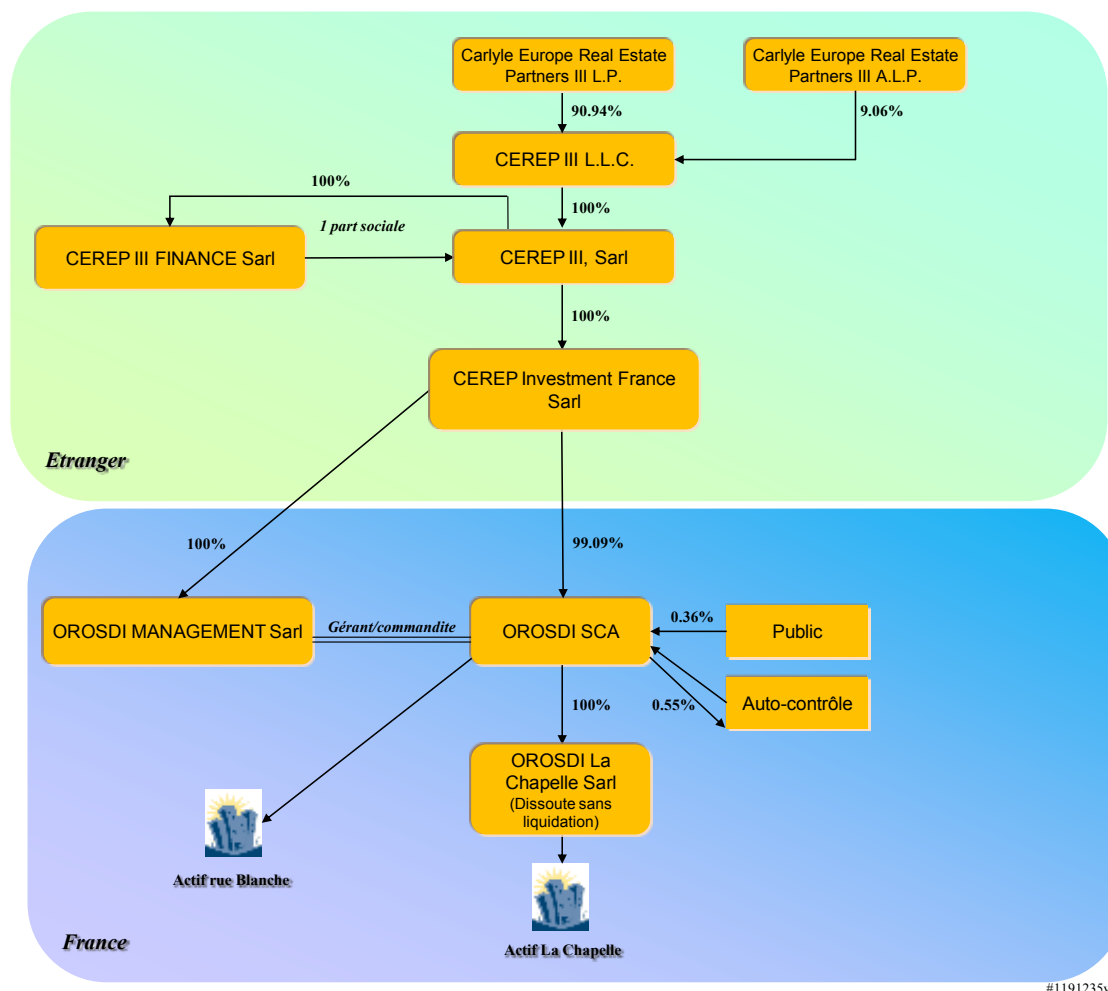 Carlyle Europe Real Estate
Partners III L.P.
Carlyle Europe Real Estate
Partners III A.L.P.
90.94%
9.06%
CEREP III L.L.C.
100%
100%
1 part sociale
CEREP III FINANCE Sarl
CEREP III, Sarl
100%
CEREP Investment France
Sarl
Etranger
100%
99.09%
OROSDI MANAGEMENT Sarl
Gérant/commandite
OROSDI SCA
0.36%
Public
100%
0.55%
Auto-contrôle
OROSDI La
Chapelle Sarl
(Dissoute sans
liquidation)
Actif rue Blanche
Actif La Chapelle
France
#1191235v